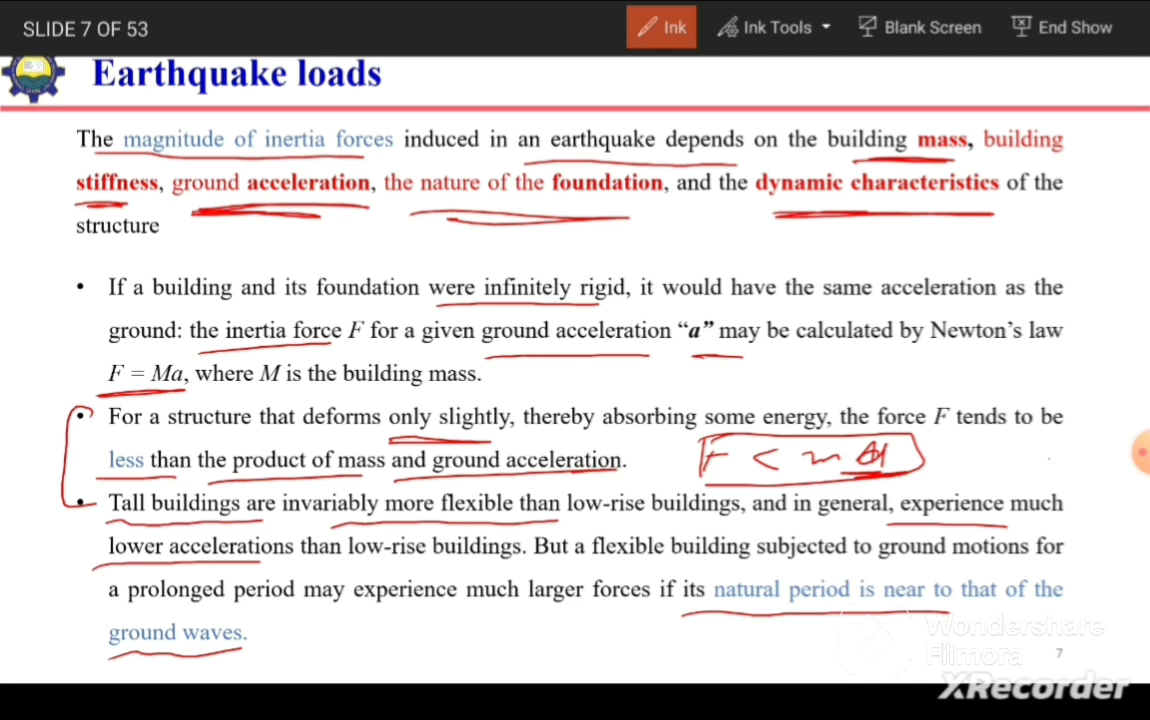 SLIDE 7 OF 53
Ink
Ink Tools
Blank Screen
End Show
Earthquake loads
The magnitude of inertia forces induced in an earthquake depends on the building mass, building
stiffness, ground acceleration, the nature of the foundation, and the dynamic characteristics of the
structure
• If a building and its foundation were infinitely rigid, it would have the same acceleration as the
ground: the inertia force F for a given ground acceleration “a” may be calculated by Newton’s law
F = Ma, where M is the building mass.
• For a structure that deforms only slightly, thereby absorbing some energy, the force F tends to be
less than the product of mass and ground acceleration.
F < m
• Tall buildings are invariably more flexible than low-rise buildings, and in general, experience much
lower accelerations than low-rise buildings. But a flexible building subjected to ground motions for
a prolonged period may experience much larger forces if its natural period is near to that of the
ground waves.
Wondershare
Filmora
7
XRecorder